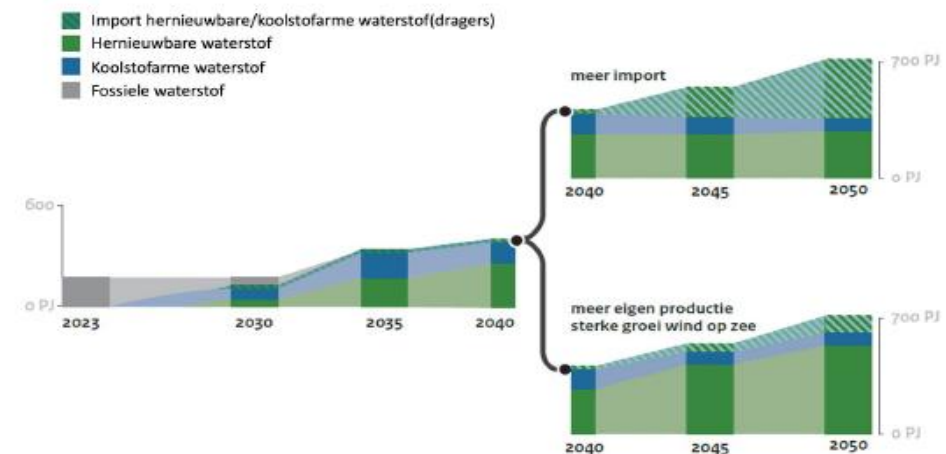 Import hernieuwbare/koolstofarme waterstof(dragers)
Hernieuwbare waterstof
Koolstofarme waterstof
Fossiele waterstof
600
0 PJ
2023
2030
2035
2040
meer import
700 PJ
0 PJ
2040
2045
2050
meer eigen productie
sterke groei wind op zee
700 PJ
0 PJ
2040
2045
2050